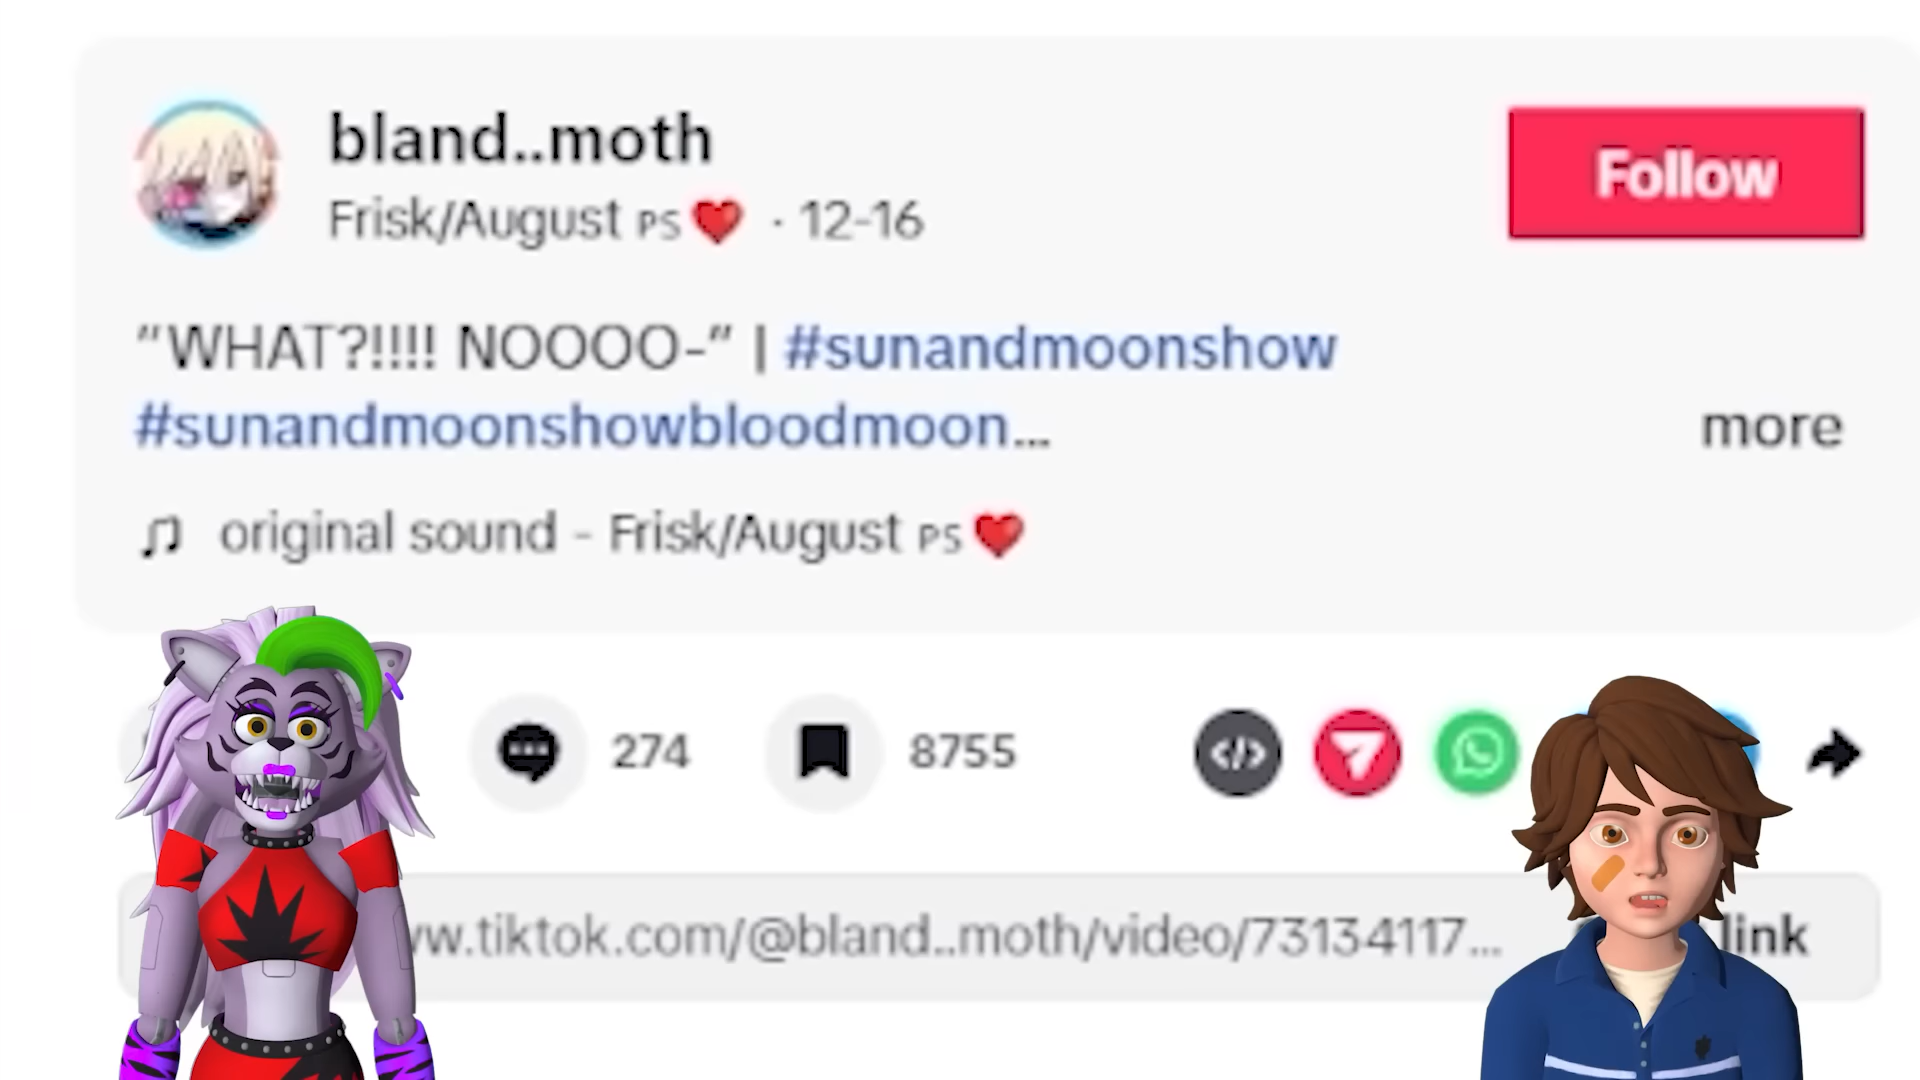 bland..moth
Frisk/August PS❤️ · 12-16
Follow
“WHAT?!!!! NOOOO-” | #sunandmoonshow
#sunandmoonshowbloodmoon...
more
original sound - Frisk/August PS❤️
274
8755
ww.tiktok.com/@bland..moth/video/73134117...
link